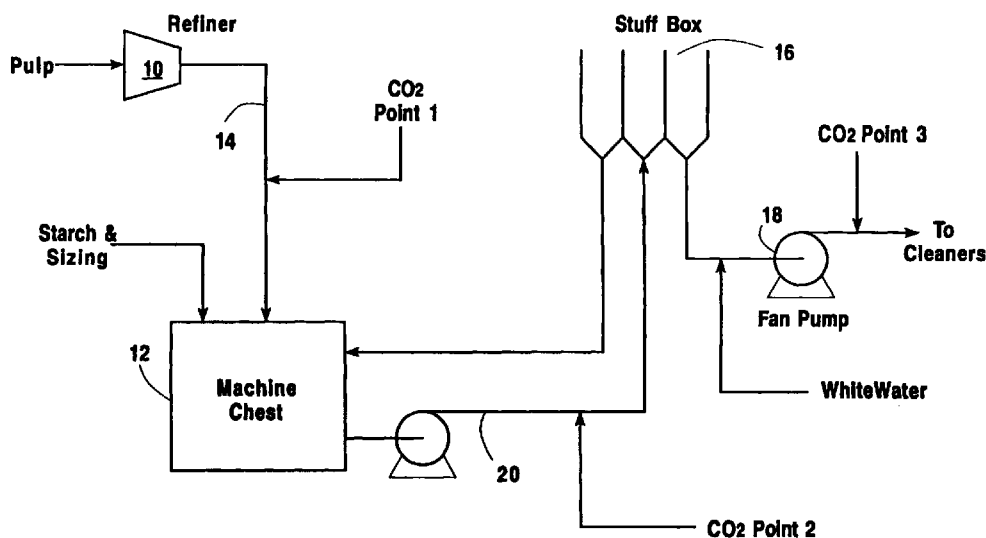 Refiner
Pulp
10
14
CO2
Point 1
Stuff Box
16
CO2 Point 3
Starch &
Sizing
18
To
Cleaners
Fan Pump
12
Machine
Chest
WhiteWater
20
CO2 Point 2